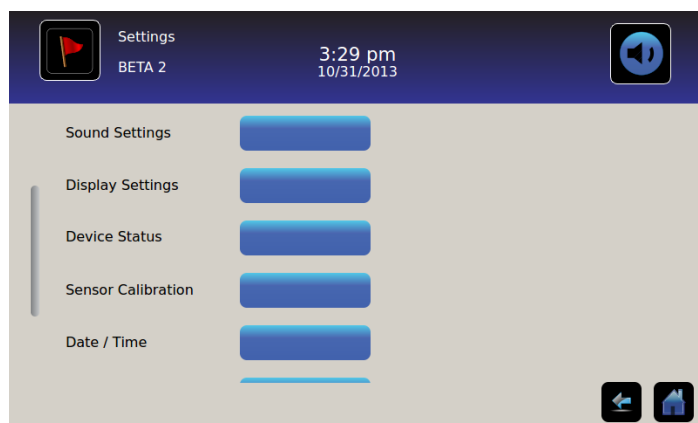 Settings
BETA 2
3:29 pm
10/31/2013
Sound Settings
Display Settings
Device Status
Sensor Calibration
Date / Time